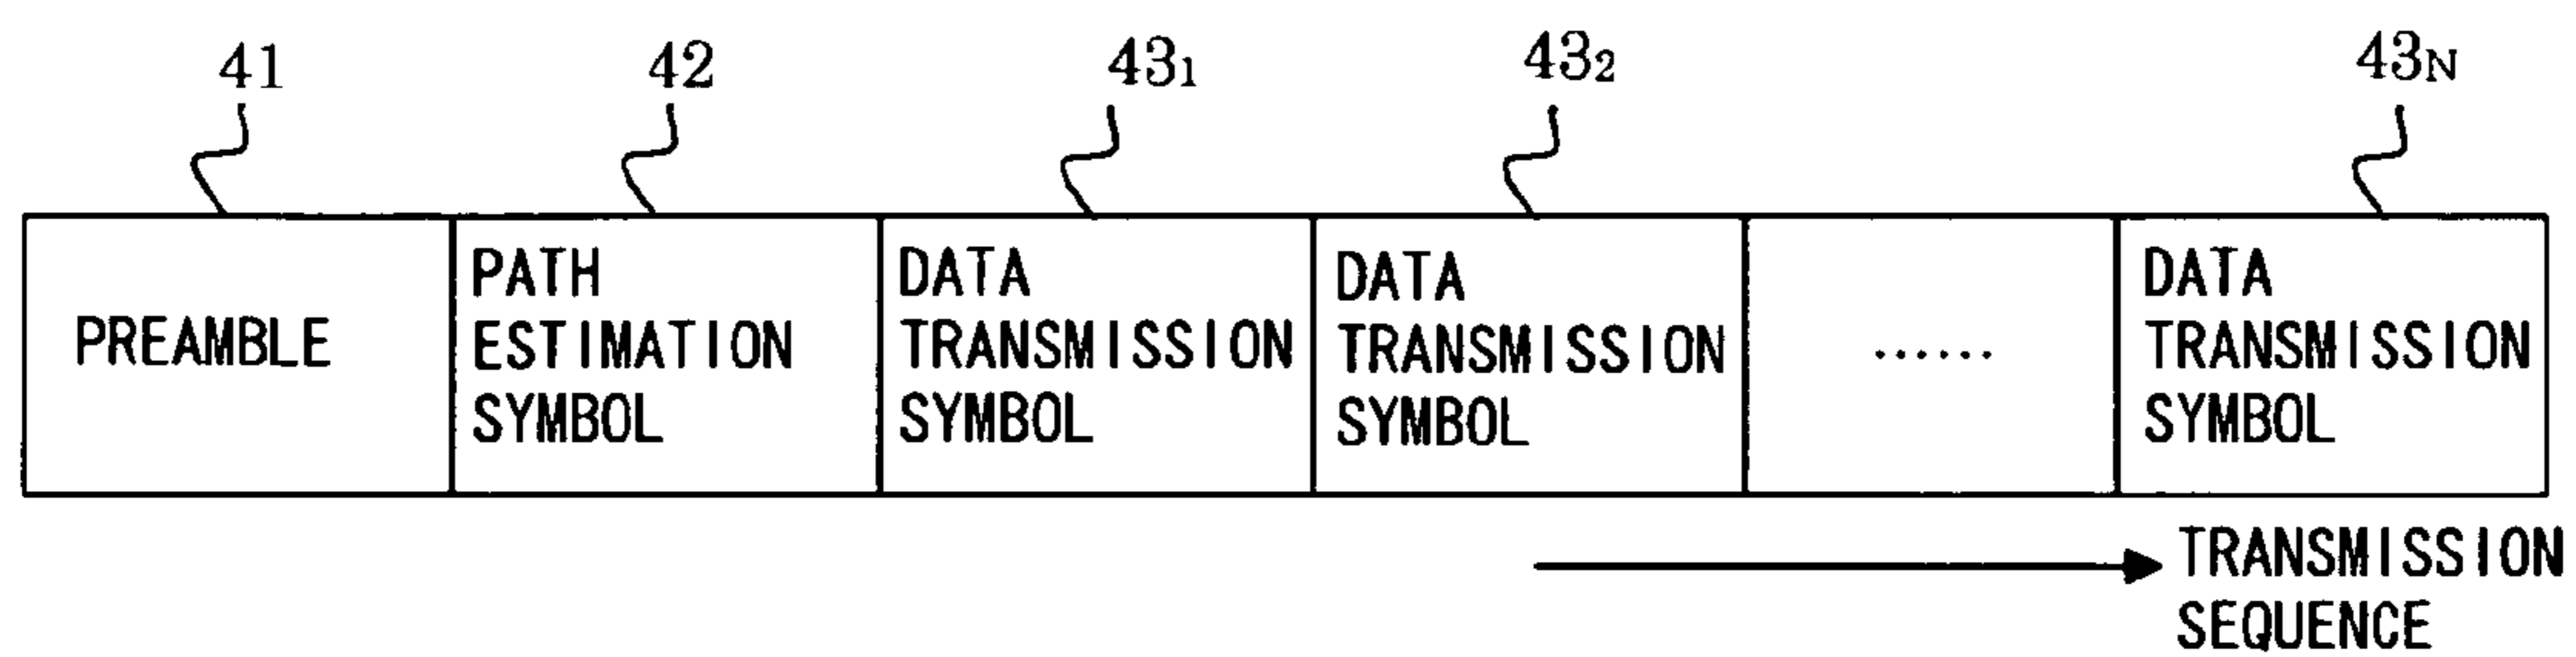 41 42 43₁ 43₂ 43N
PREAMBLE
PATH
ESTIMATION
SYMBOL
DATA
TRANSMISSION
SYMBOL
DATA
TRANSMISSION
SYMBOL
......
DATA
TRANSMISSION
SYMBOL
TRANSMISSION
SEQUENCE